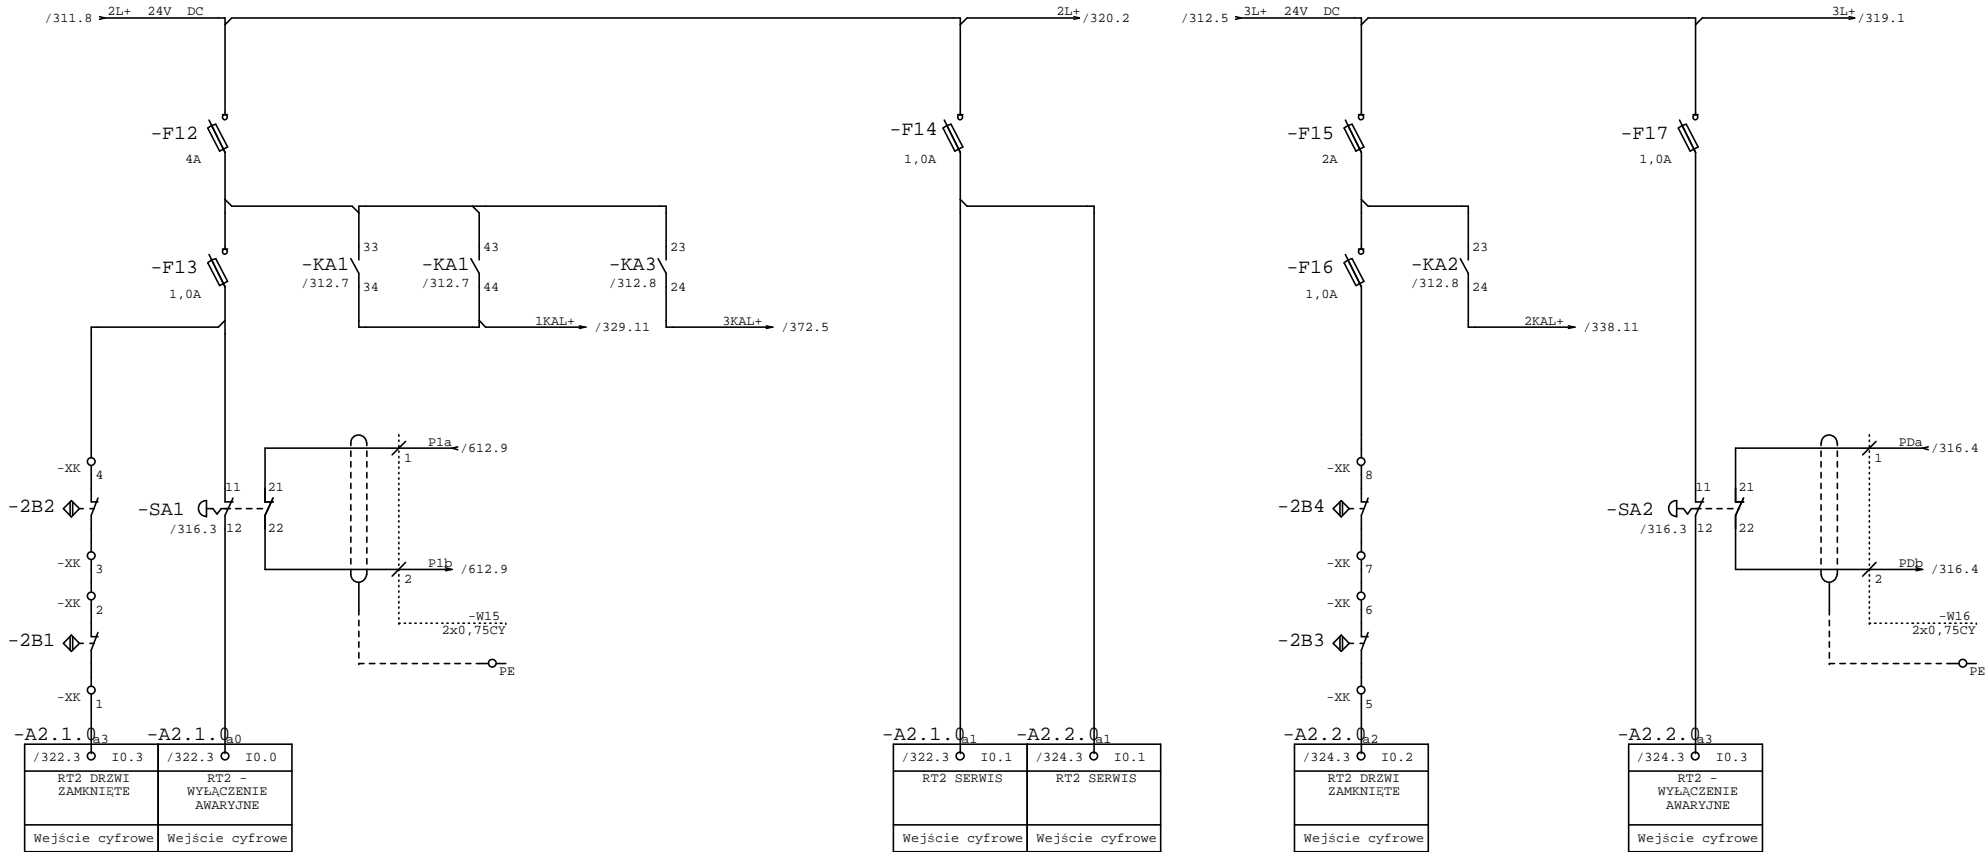 /311.8 2L+ 24V DC 2L+ /320.2 /312.5 3L+ 24V DC 3L+ /319.1
-F12 -F14 -F15 -F17
4A 1,0A 2A 1,0A
33 43 23 23
-F13 -KA1 -KA1 -KA3 -F16 -KA2
/312.7 /312.7 /312.8 /312.8
1,0A 34 44 24 1,0A 24
1KAL+ /329.11 3KAL+ /372.5 2KAL+ /338.11
P1a /612.9 PDa /316.4
1 1
-XK 4 -XK 8
11 21 11 21
-2B2 -SA1 -2B4 -SA2
/316.3 12 22 /316.3 12 22
-XK 3 P1b /612.9 -XK 7 PDb /316.4
2 2
-XK 2 -XK 6
-W15 -W16
2x0,75CY 2x0,75CY
-2B1 -2B3
PE PE
-XK 1 -XK 5
-A2.1.0 a3 -A2.1.0 a0 -A2.1.0 a1 -A2.2.0 a1 -A2.2.0 a2 -A2.2.0 a3
/322.3 I0.3 /322.3 I0.0 /322.3 I0.1 /324.3 I0.1 /324.3 I0.2 /324.3 I0.3
RT2 DRZWI RT2 - RT2 SERWIS RT2 SERWIS RT2 DRZWI RT2 -
ZAMKNIĘTE WYŁĄCZENIE ZAMKNIĘTE WYŁĄCZENIE
AWARYJNE AWARYJNE
Wejście cyfrowe Wejście cyfrowe Wejście cyfrowe Wejście cyfrowe Wejście cyfrowe Wejście cyfrowe